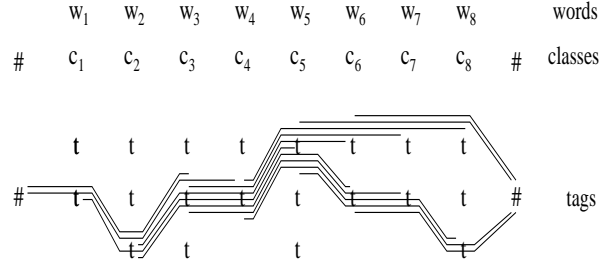 w₁ w₂ w₃ w₄ w₅ w₆ w₇ w₈ words
# c₁ c₂ c₃ c₄ c₅ c₆ c₇ c₈ # classes
t t t t t t t t
# t t t t t t t t # tags
t t t t